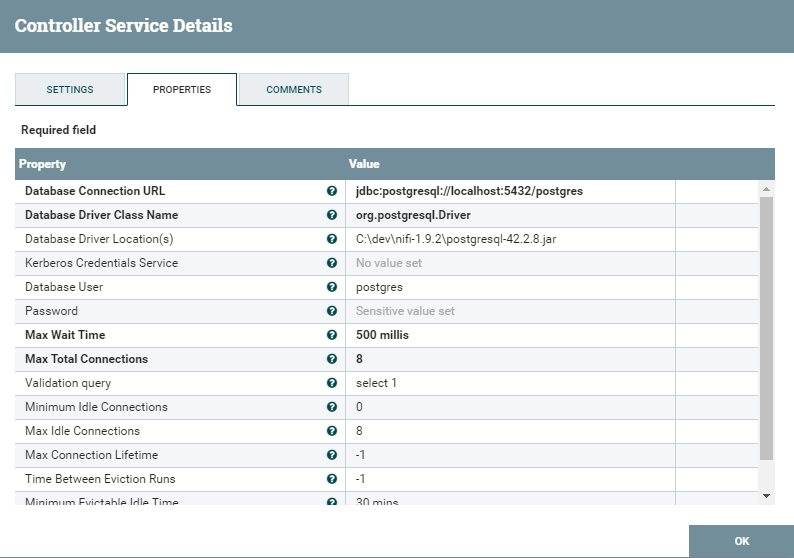 Controller Service Details
SETTINGS PROPERTIES COMMENTS
Required field
Property Value
Database Connection URL jdbc:postgresql://localhost:5432/postgres
Database Driver Class Name org.postgresql.Driver
Database Driver Location(s) C:\dev\nifi-1.9.2\postgresql-42.2.8.jar
Kerberos Credentials Service No value set
Database User postgres
Password Sensitive value set
Max Wait Time 500 millis
Max Total Connections 8
Validation query select 1
Minimum Idle Connections 0
Max Idle Connections 8
Max Connection Lifetime -1
Time Between Eviction Runs -1
Minimum Evictable Idle Time 30 mins
OK